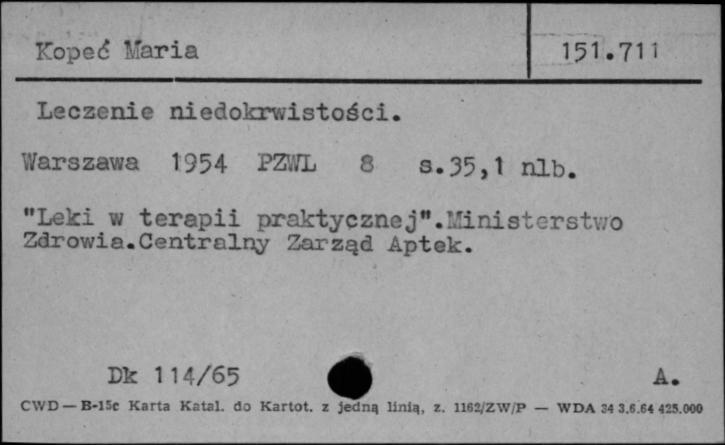 Kopeć Maria 151.711
Leczenie niedokrwistości.
Warszawa 1954 PZWL 8 s.35,1 nlb.
"Leki w terapii praktycznej".Ministerstwo
Zdrowia.Centralny Zarząd Aptek.
Dk 114/65 A.
CWD — B-15c Karta Katal. do Kartot. z jedną linią, z. 1162/ZW/P — WDA 34 3.6.64 425.000